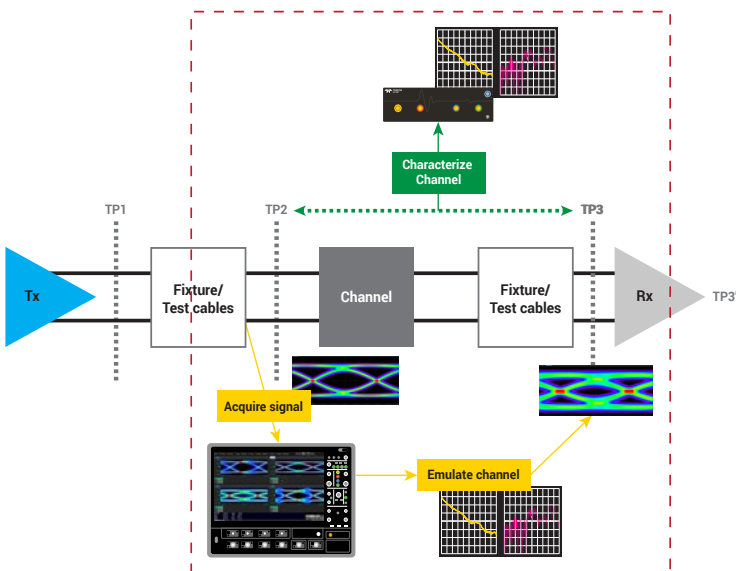 Characterize
Channel
TP1
TP2
TP3
Tx
Fixture/
Test cables
Channel
Fixture/
Test cables
Rx
TP3'
Acquire signal
Emulate channel